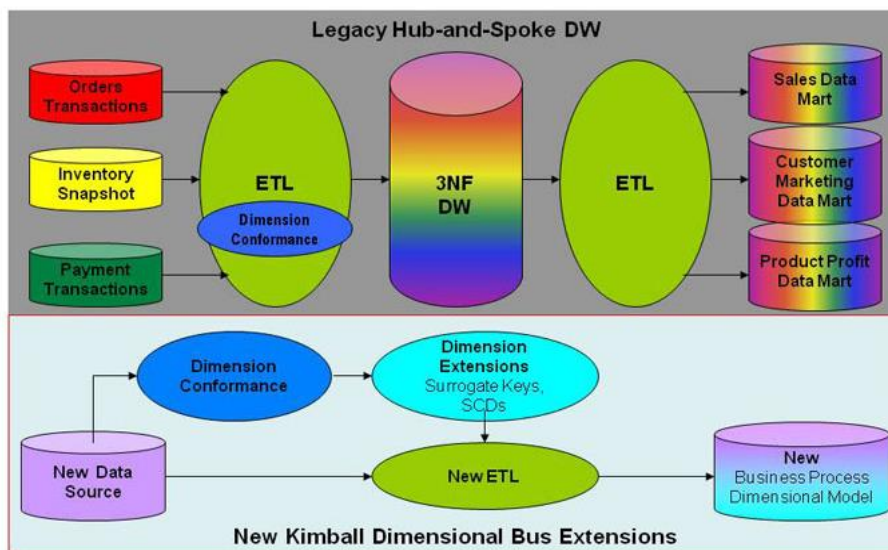 Legacy Hub-and-Spoke DW
Orders
Transactions
Inventory
Snapshot
Payment
Transactions
ETL
Dimension
Conformance
3NF
DW
ETL
Sales Data
Mart
Customer
Marketing
Data Mart
Product Profit
Data Mart
Dimension
Conformance
Dimension
Extensions
Surrogate Keys,
SCDs
New Data
Source
New ETL
New
Business Process
Dimensional Model
New Kimball Dimensional Bus Extensions